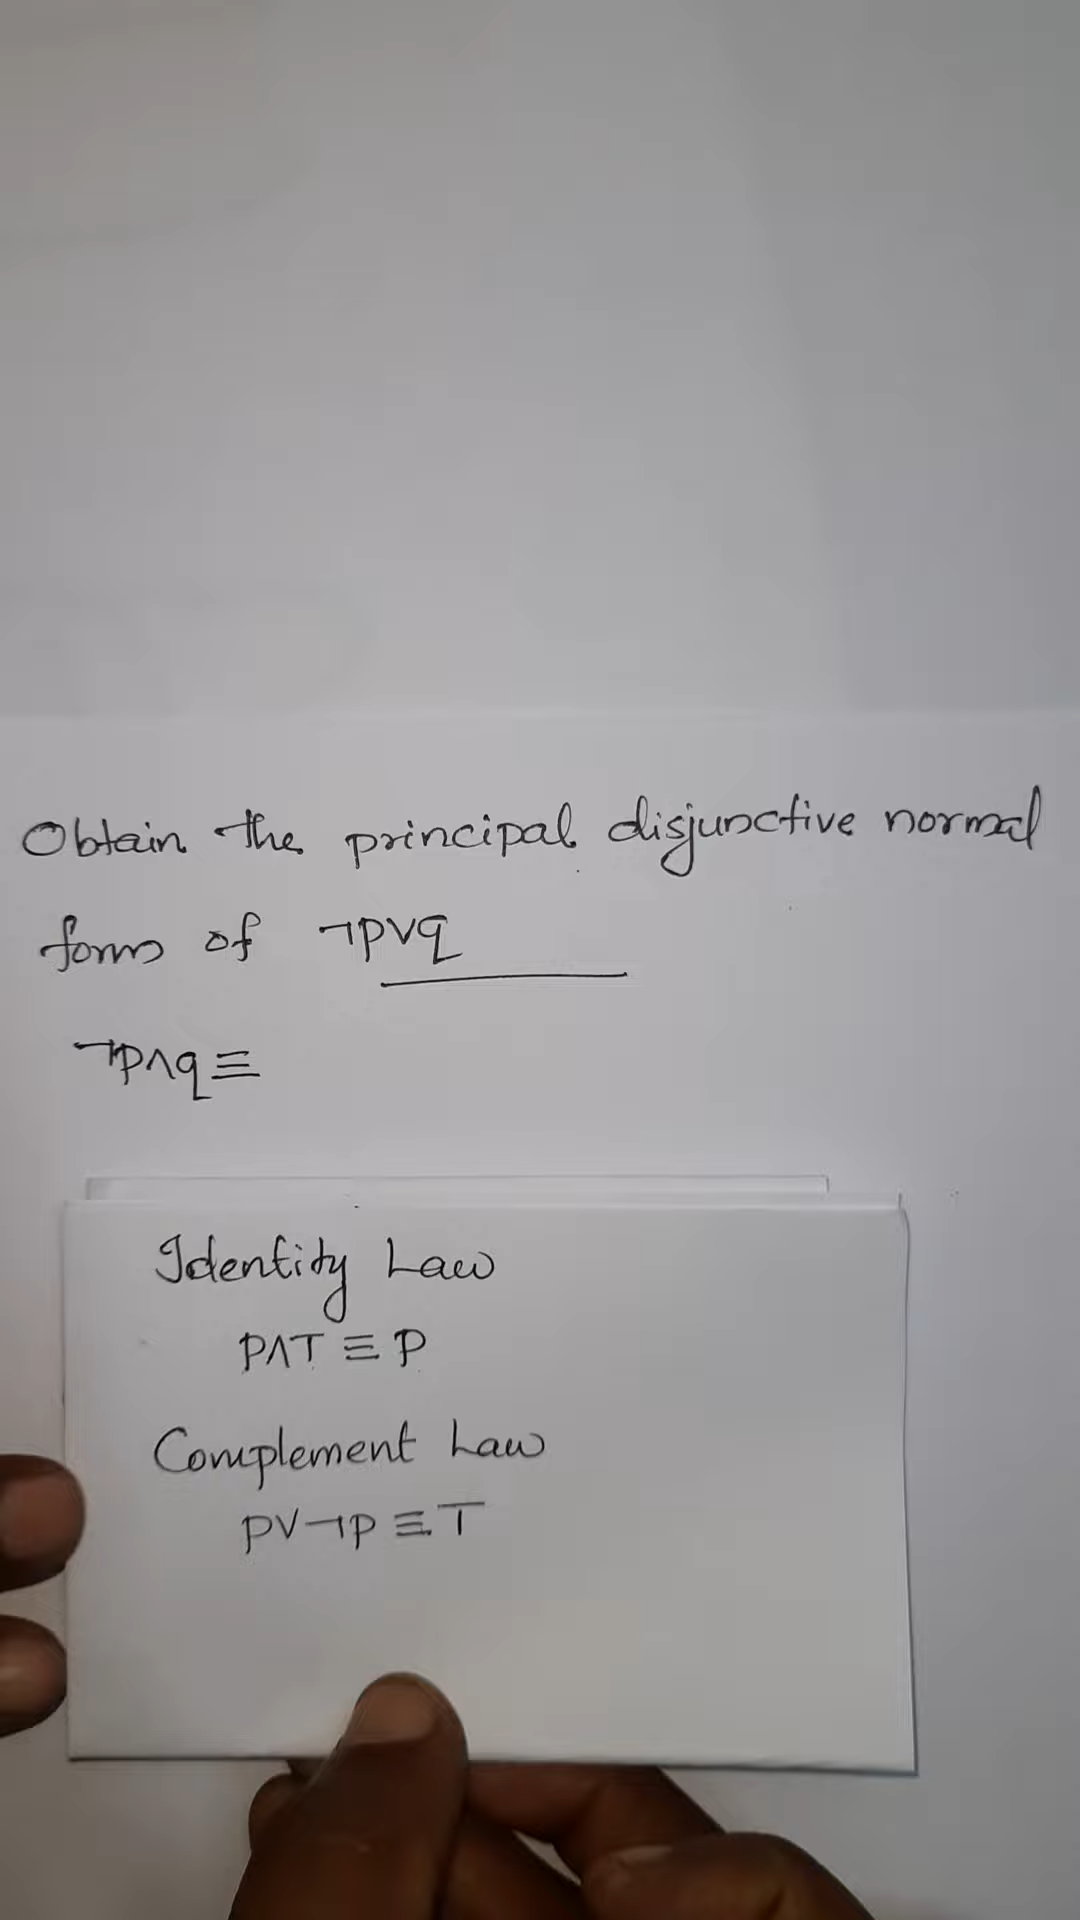 Obtain the principal disjunctive normal
form of ¬p∨q
¬p∧q≡
Identity Law
P∧T ≡ P
Complement Law
p∨¬p ≡ T